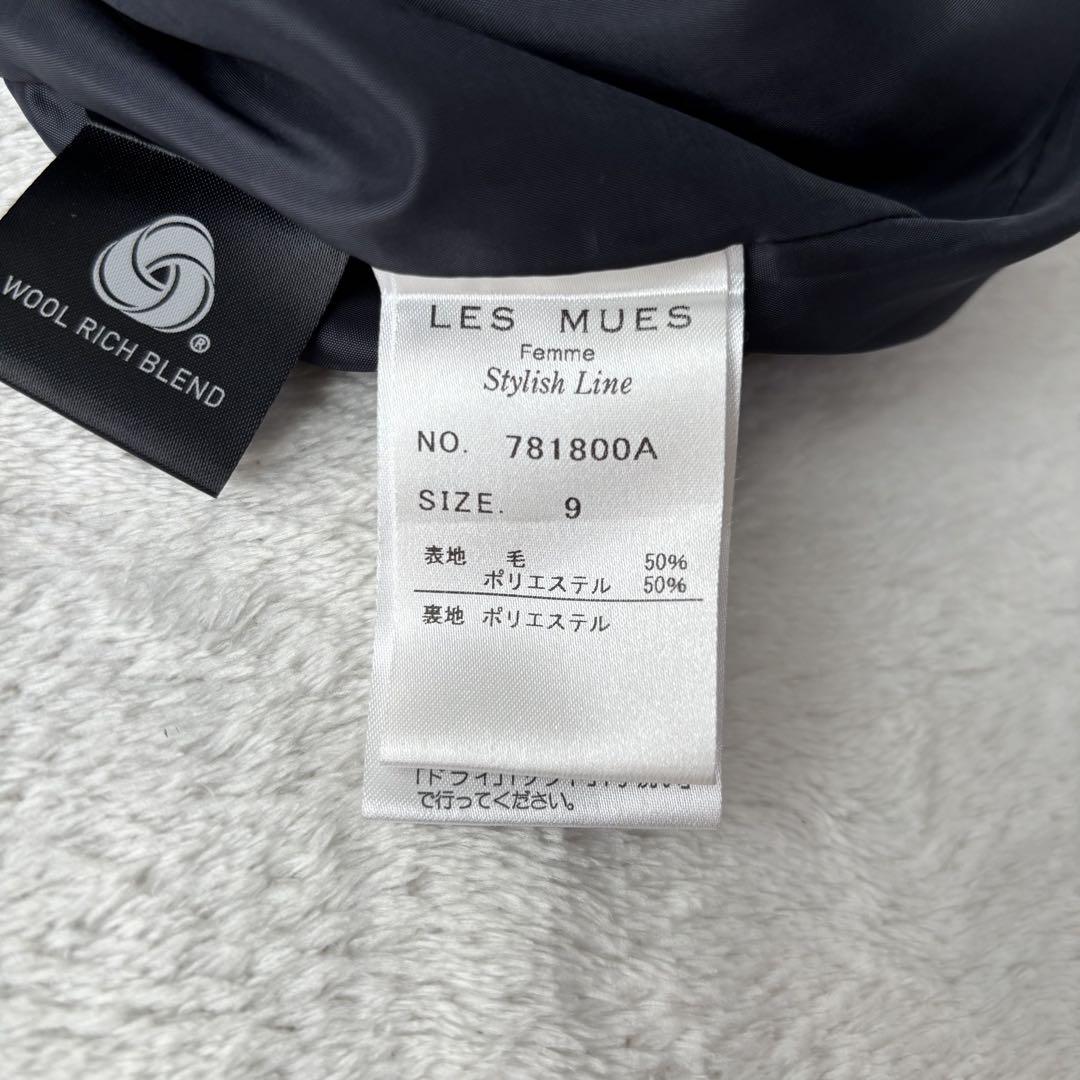 WOOL RICH BLEND
®
LES MUES
Femme
Stylish Line
NO. 781800A
SIZE. 9
表地 毛 50%
ポリエステル 50%
裏地 ポリエステル
で行ってください。